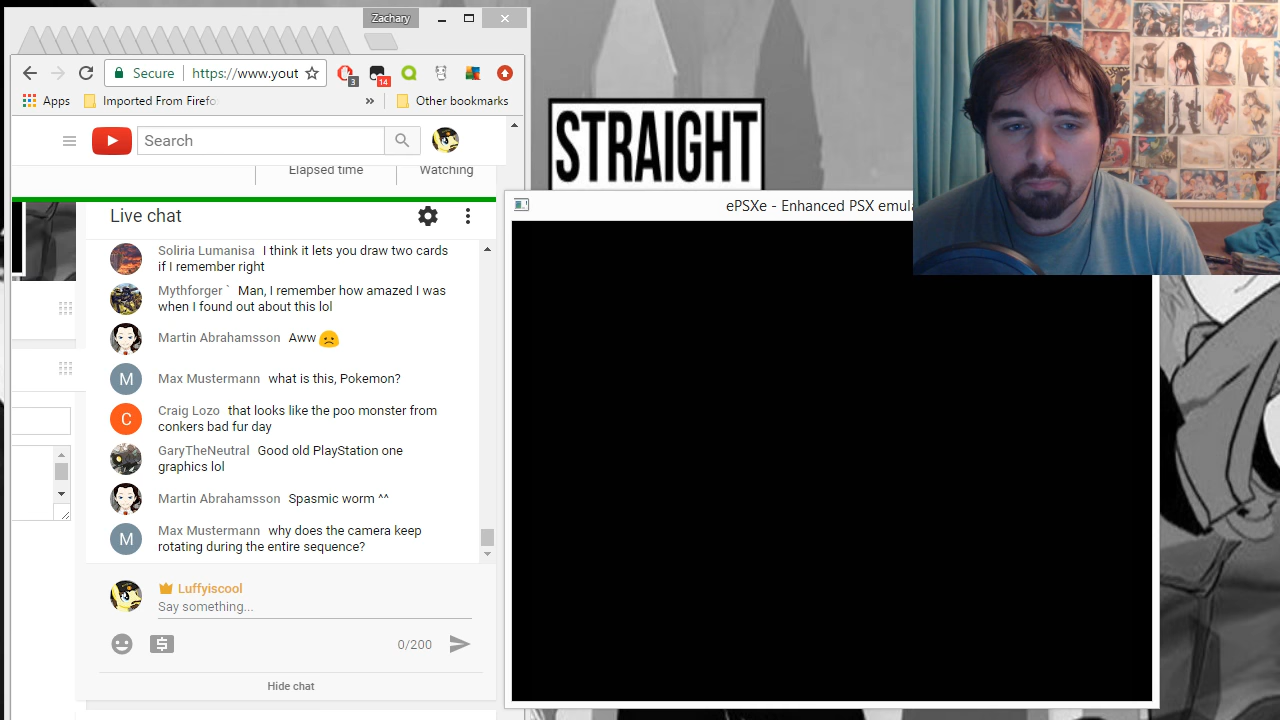 Zachary
Secure
https://www.yout
3
14
Apps
Imported From Firefo
»
Other bookmarks
Search
STRAIGHT
Elapsed time
Watching
ePSXe - Enhanced PSX emula
Live chat
Soliria Lumanisa I think it lets you draw two cards
if I remember right
Mythforger ` Man, I remember how amazed I was
when I found out about this lol
Martin Abrahamsson Aww
M
Max Mustermann what is this, Pokemon?
C
Craig Lozo that looks like the poo monster from
conkers bad fur day
GaryTheNeutral Good old PlayStation one
graphics lol
Martin Abrahamsson Spasmic worm ^^
M
Max Mustermann why does the camera keep
rotating during the entire sequence?
Luffyiscool
Say something...
0/200
Hide chat